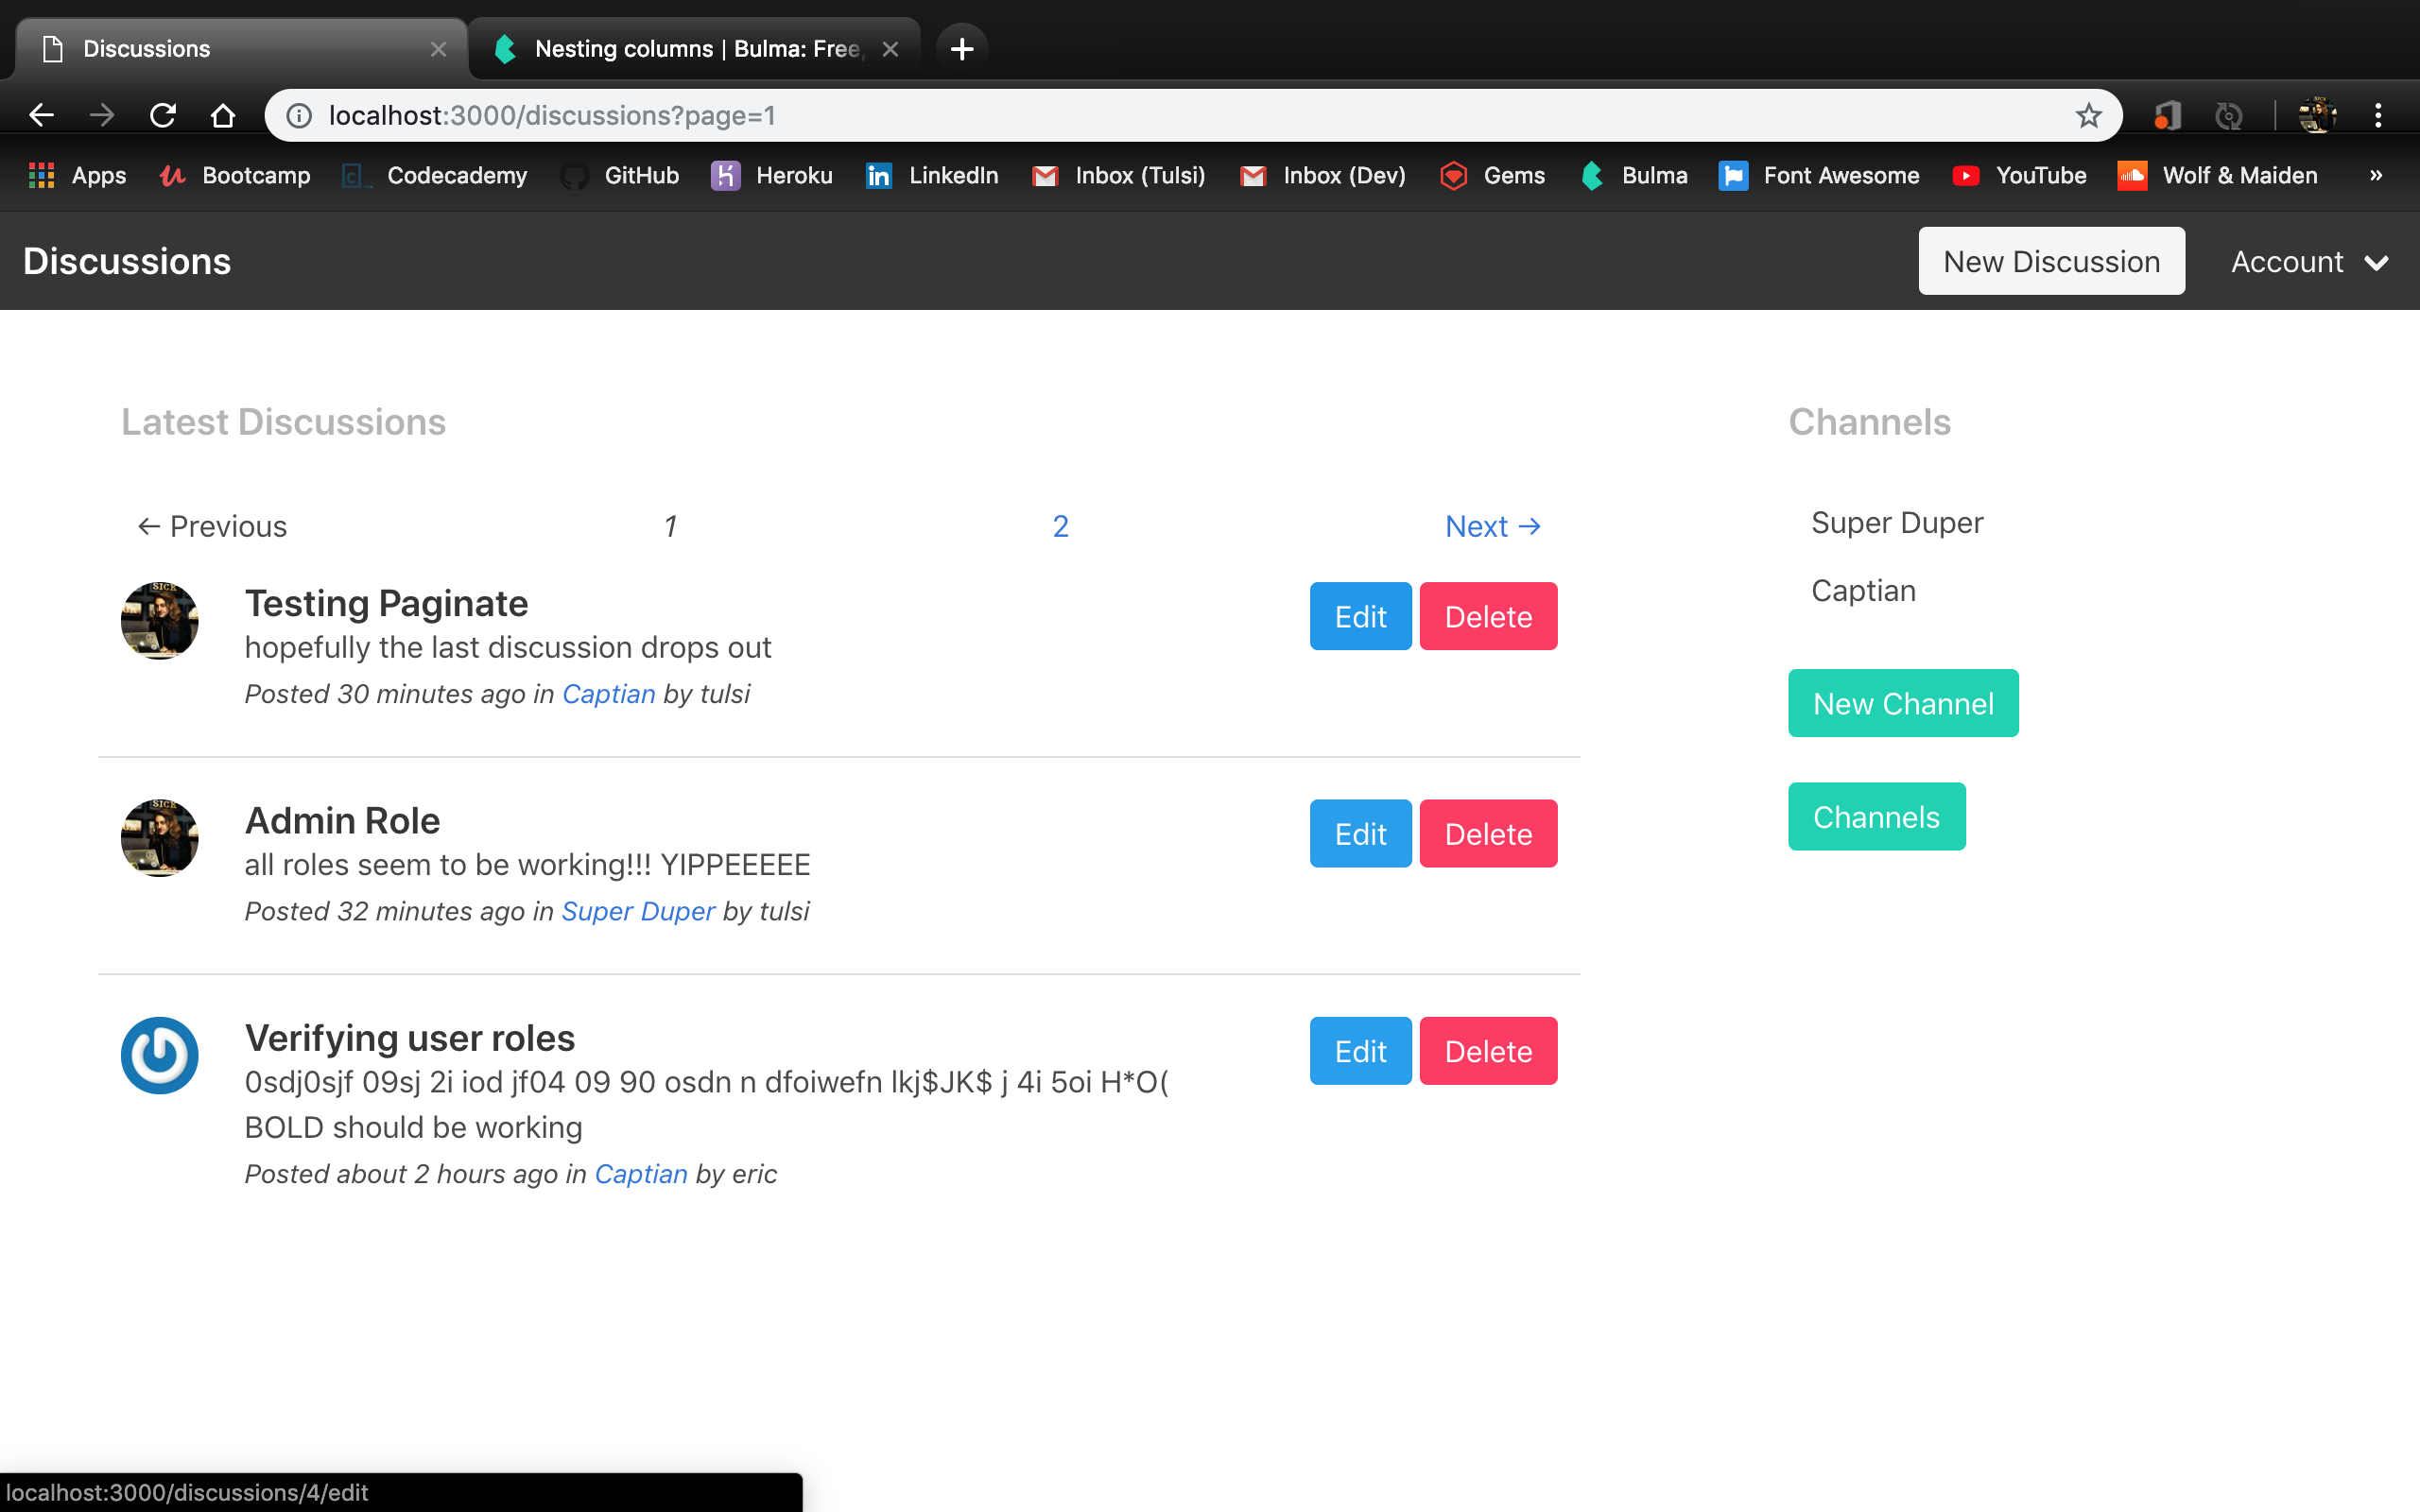 Discussions
Nesting columns | Bulma: Free,
localhost:3000/discussions?page=1
Apps Bootcamp Codecademy GitHub Heroku LinkedIn Inbox (Tulsi) Inbox (Dev) Gems Bulma Font Awesome YouTube Wolf & Maiden »
Discussions New Discussion Account
Latest Discussions
← Previous 1 2 Next →
Testing Paginate
hopefully the last discussion drops out
Posted 30 minutes ago in Captian by tulsi
Edit Delete
Admin Role
all roles seem to be working!!! YIPPEEEEE
Posted 32 minutes ago in Super Duper by tulsi
Edit Delete
Verifying user roles
0sdj0sjf 09sj 2i iod jf04 09 90 osdn n dfoiwefn lkj$JK$ j 4i 5oi H*O(
BOLD should be working
Posted about 2 hours ago in Captian by eric
Edit Delete
Channels
Super Duper
Captian
New Channel
Channels
localhost:3000/discussions/4/edit